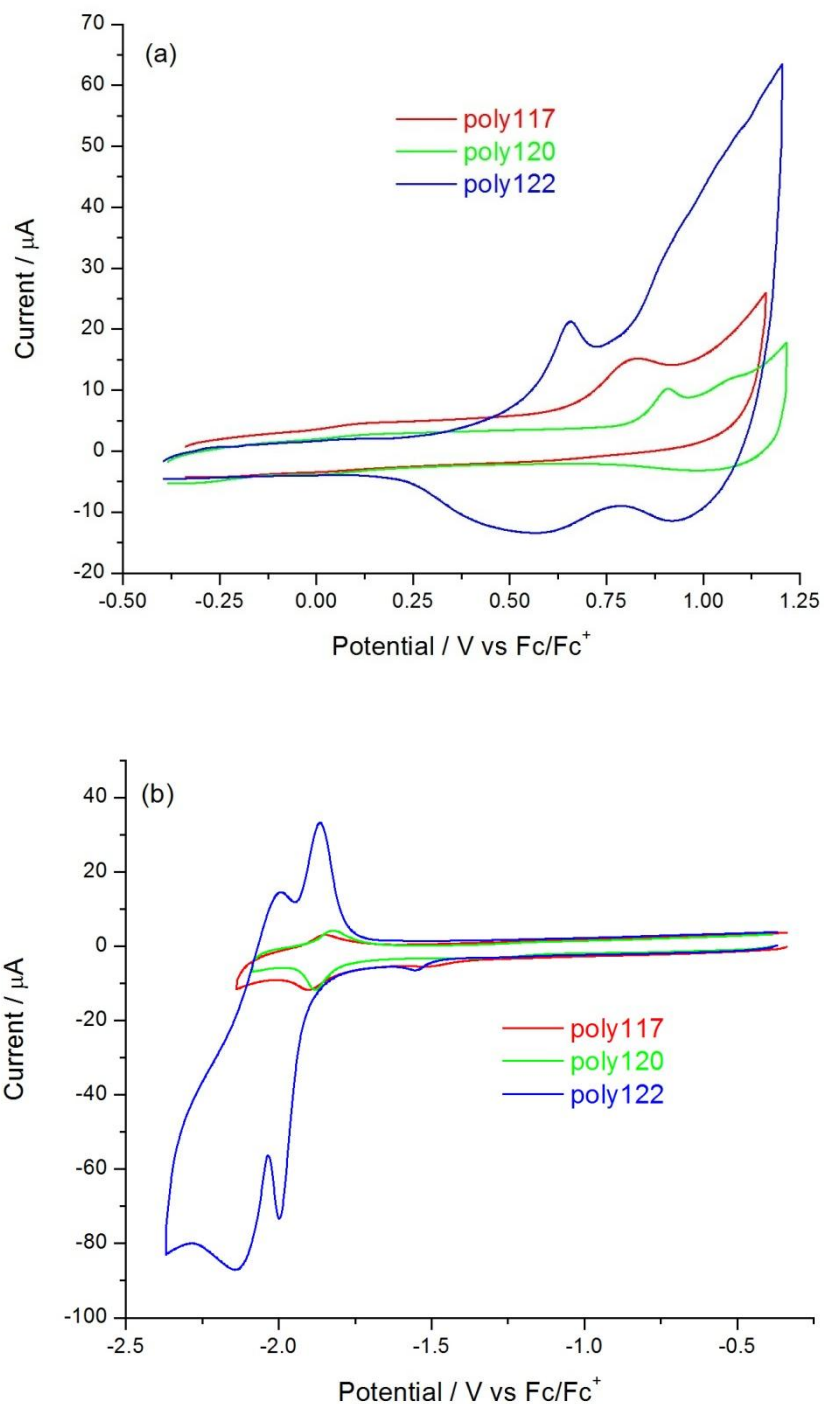 (a)
70
60
50
40
30
20
10
0
-10
-20
Current / μA
poly117
poly120
poly122
-0.50 -0.25 0.00 0.25 0.50 0.75 1.00 1.25
Potential / V vs Fc/Fc⁺
(b)
40
20
0
-20
-40
-60
-80
-100
Current / μA
poly117
poly120
poly122
-2.5 -2.0 -1.5 -1.0 -0.5
Potential / V vs Fc/Fc⁺